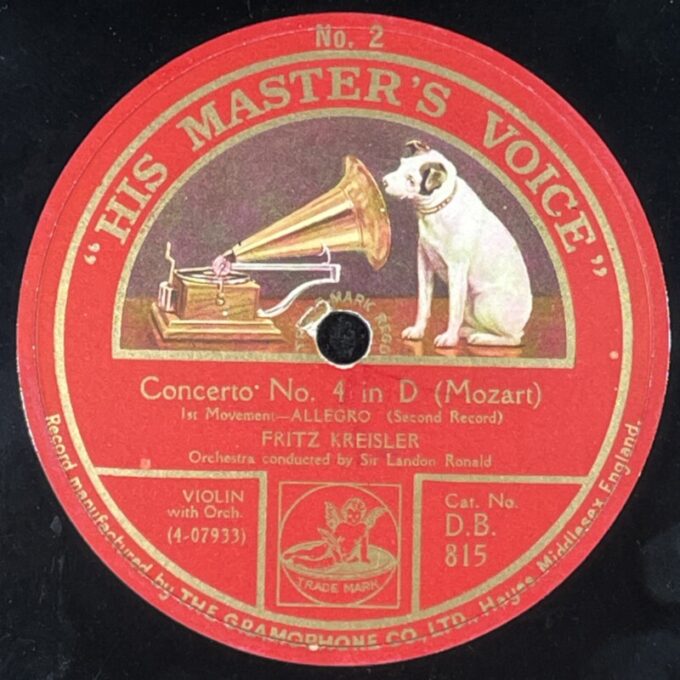 No. 2
"HIS MASTER'S VOICE"
MARK REGD
Concerto No. 4 in D (Mozart)
1st Movement—ALLEGRO (Second Record)
FRITZ KREISLER
Orchestra conducted by Sir Landon Ronald
VIOLIN
with Orch.
(4-07933)
TRADE MARK
Cat. No.
D.B.
815
Record manufactured by THE GRAMOPHONE CO., LTD., Hayes, Middlesex, England.